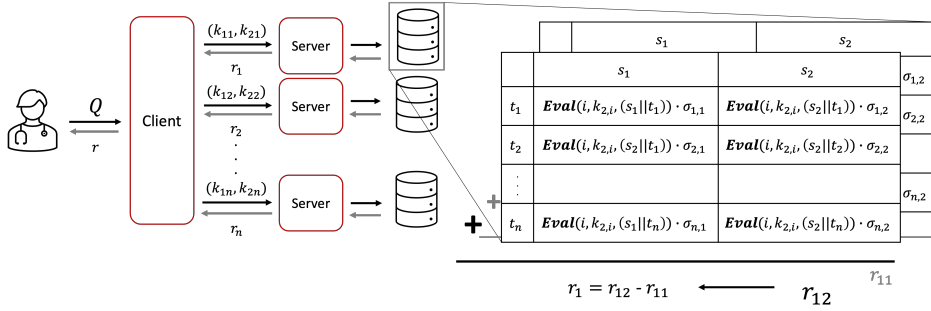 Q
r
Client
(k₁₁, k₂₁)
r₁
Server
(k₁₂, k₂₂)
r₂
Server
(k₁ₙ, k₂ₙ)
rₙ
Server
s₁ s₂
s₁ s₂
σ₁,₂
t₁ Eval(i, k₂,ᵢ, (s₁||t₁)) · σ₁,₁ Eval(i, k₂,ᵢ, (s₂||t₁)) · σ₁,₂
σ₂,₂
t₂ Eval(i, k₂,ᵢ, (s₁||t₁)) · σ₂,₁ Eval(i, k₂,ᵢ, (s₂||t₂)) · σ₂,₂
σₙ,₂
+
+ tₙ Eval(i, k₂,ᵢ, (s₁||tₙ)) · σₙ,₁ Eval(i, k₂,ᵢ, (s₂||tₙ)) · σₙ,₂
r₁₁
r₁ = r₁₂ - r₁₁
r₁₂